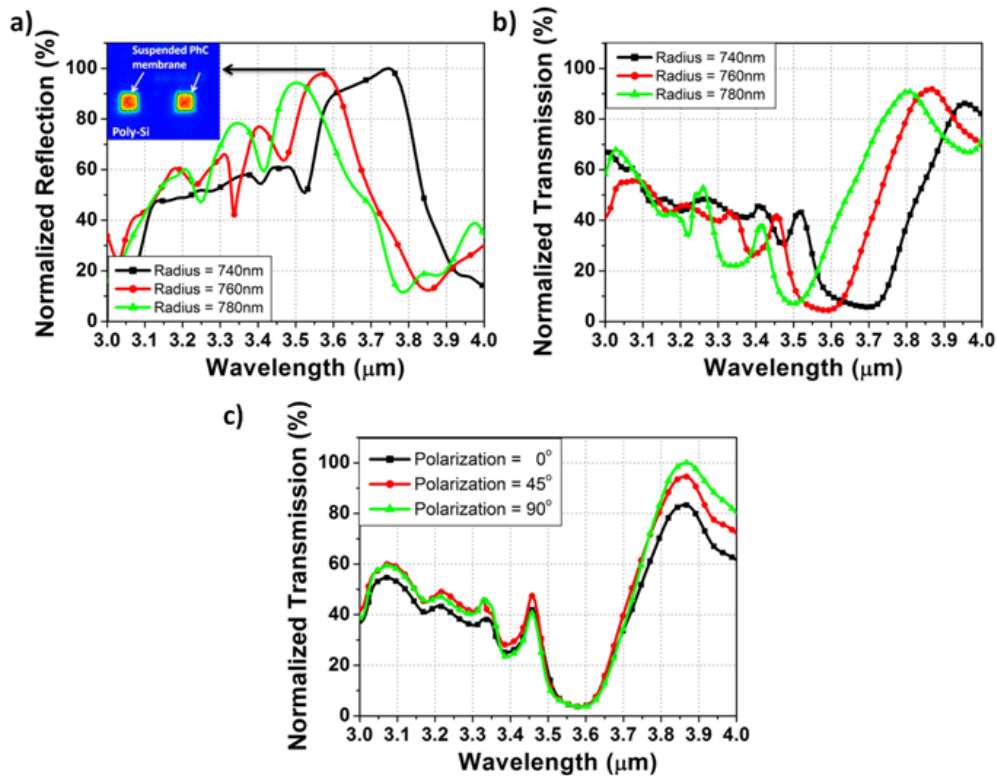 a)
Normalized Reflection (%)
100
80
60
40
20
0
Suspended PhC
membrane
Poly-Si
Radius = 740nm
Radius = 760nm
Radius = 780nm
3.0 3.1 3.2 3.3 3.4 3.5 3.6 3.7 3.8 3.9 4.0
Wavelength (μm)
b)
Normalized Transmission (%)
100
80
60
40
20
0
Radius = 740nm
Radius = 760nm
Radius = 780nm
3.0 3.1 3.2 3.3 3.4 3.5 3.6 3.7 3.8 3.9 4.0
Wavelength (μm)
c)
Normalized Transmission (%)
100
80
60
40
20
0
Polarization = 0°
Polarization = 45°
Polarization = 90°
3.0 3.1 3.2 3.3 3.4 3.5 3.6 3.7 3.8 3.9 4.0
Wavelength (μm)